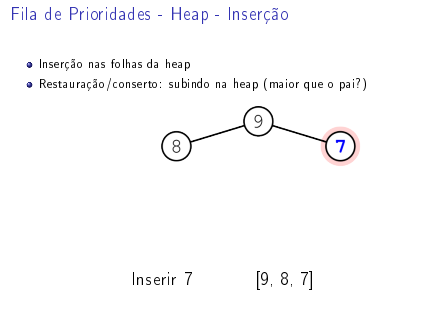 Fila de Prioridades - Heap - Inserção
Inserção nas folhas da heap
Restauração/conserto: subindo na heap (maior que o pai?)
9
8
7
Inserir 7
[9, 8, 7]